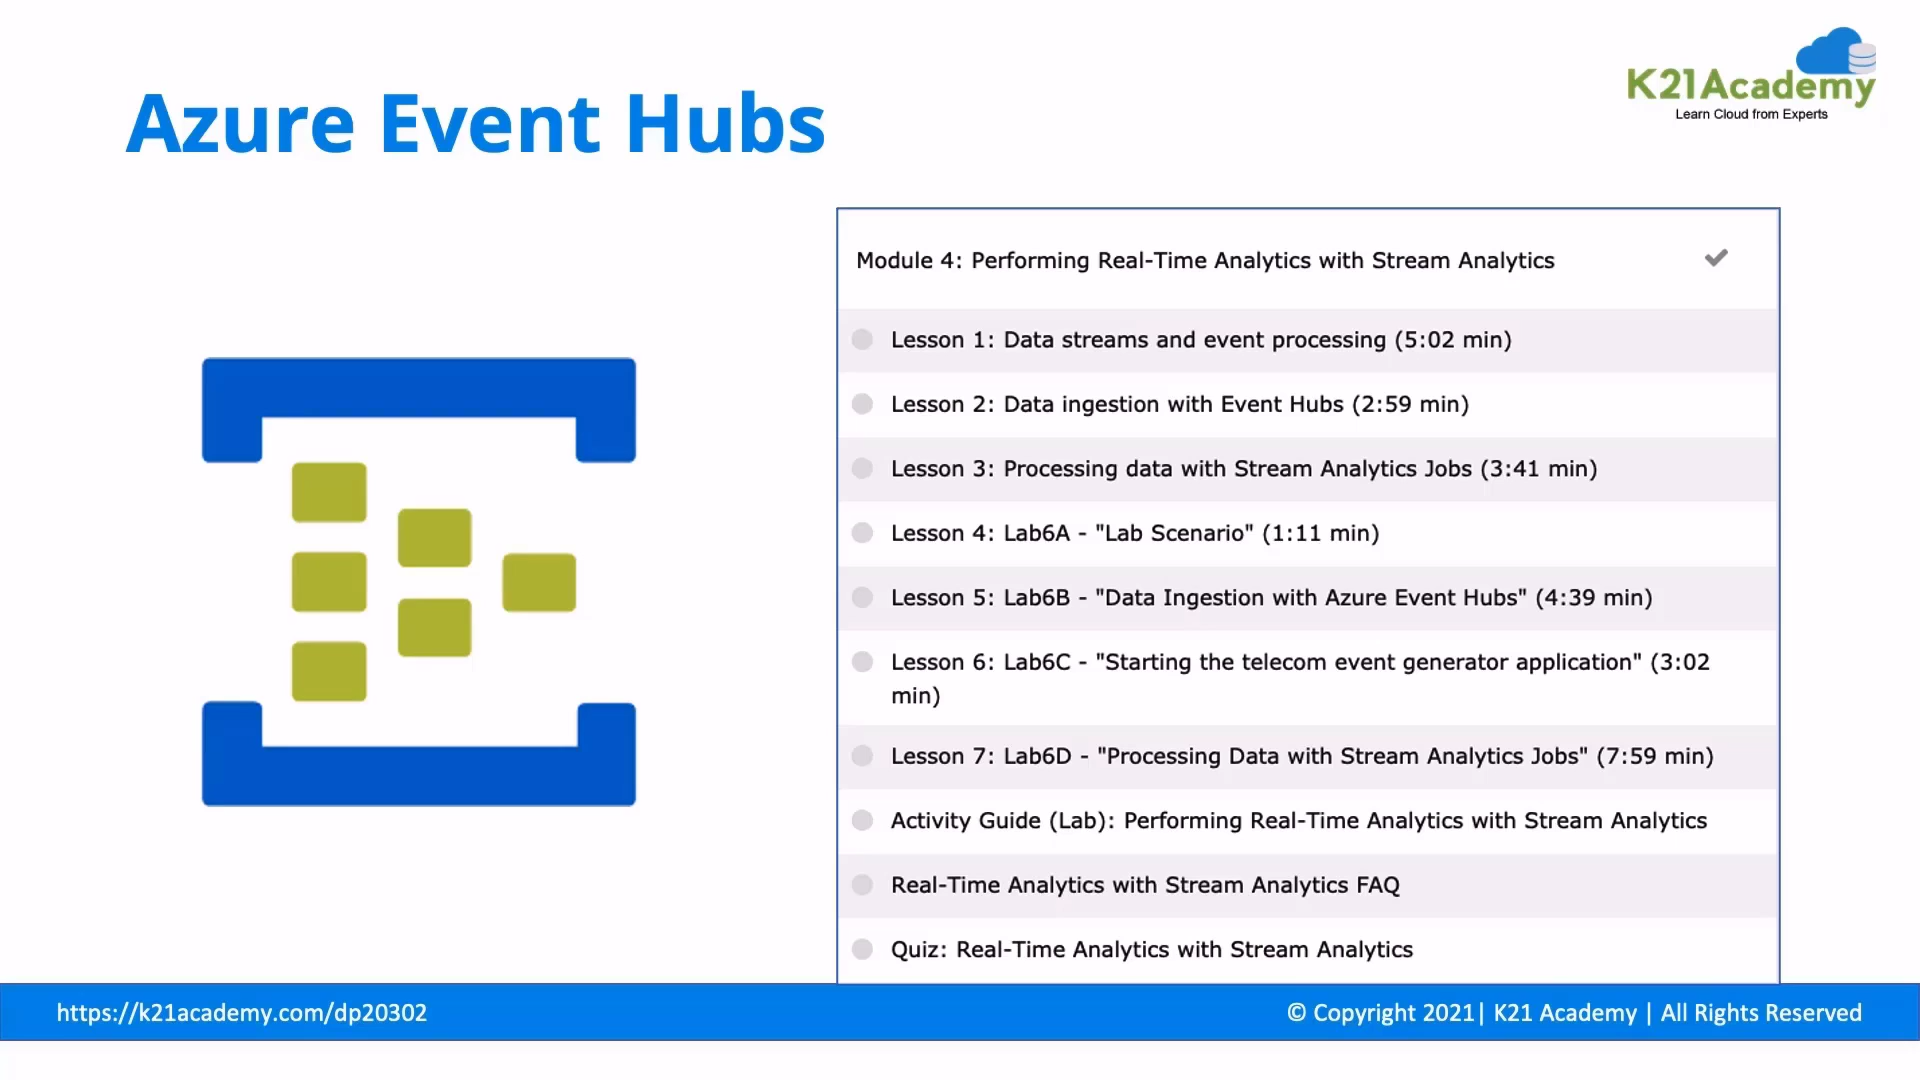 K21Academy
Learn Cloud from Experts
Azure Event Hubs
Module 4: Performing Real-Time Analytics with Stream Analytics
Lesson 1: Data streams and event processing (5:02 min)
Lesson 2: Data ingestion with Event Hubs (2:59 min)
Lesson 3: Processing data with Stream Analytics Jobs (3:41 min)
Lesson 4: Lab6A - "Lab Scenario" (1:11 min)
Lesson 5: Lab6B - "Data Ingestion with Azure Event Hubs" (4:39 min)
Lesson 6: Lab6C - "Starting the telecom event generator application" (3:02
min)
Lesson 7: Lab6D - "Processing Data with Stream Analytics Jobs" (7:59 min)
Activity Guide (Lab): Performing Real-Time Analytics with Stream Analytics
Real-Time Analytics with Stream Analytics FAQ
Quiz: Real-Time Analytics with Stream Analytics
https://k21academy.com/dp20302
© Copyright 2021| K21 Academy | All Rights Reserved